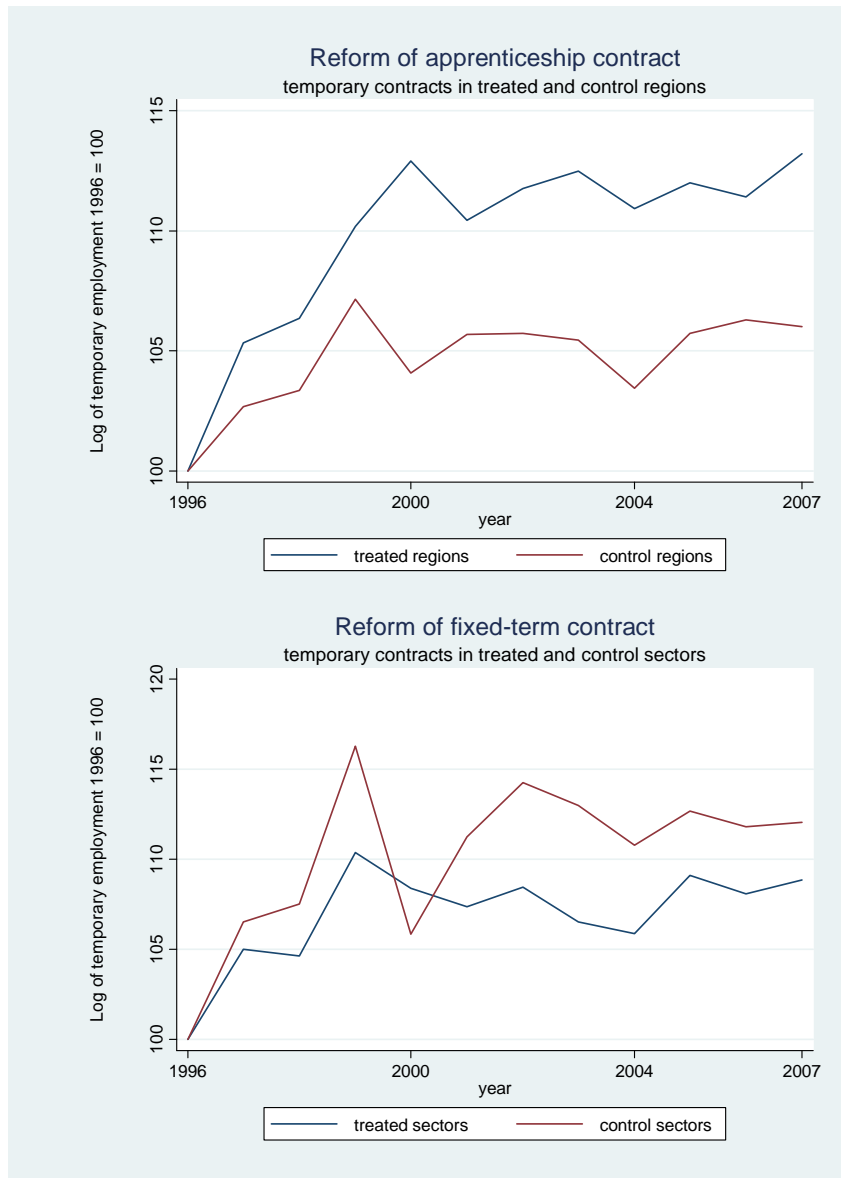 Reform of apprenticeship contract
temporary contracts in treated and control regions
Log of temporary employment 1996 = 100
115
110
105
100
1996 2000 2004 2007
year
treated regions control regions
Reform of fixed-term contract
temporary contracts in treated and control sectors
Log of temporary employment 1996 = 100
120
115
110
105
100
1996 2000 2004 2007
year
treated sectors control sectors